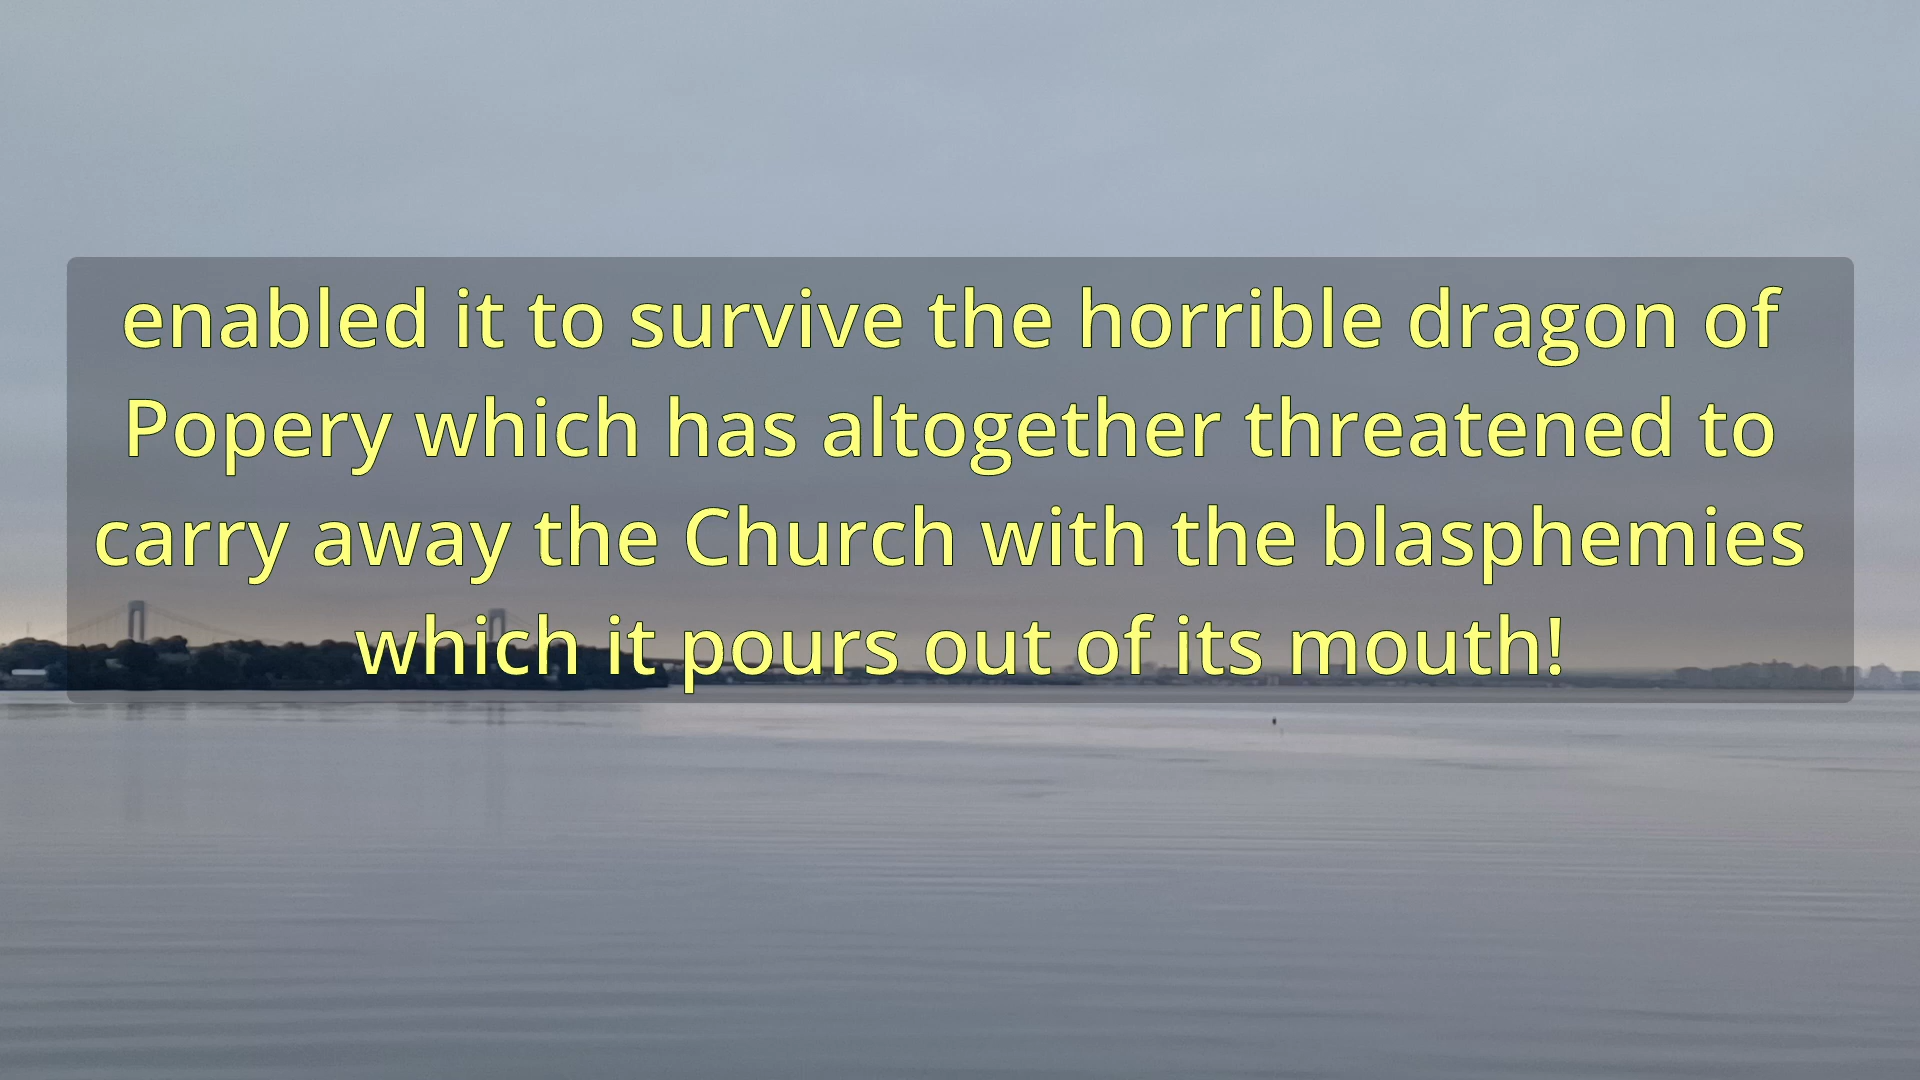 enabled it to survive the horrible dragon of
Popery which has altogether threatened to
carry away the Church with the blasphemies
which it pours out of its mouth!